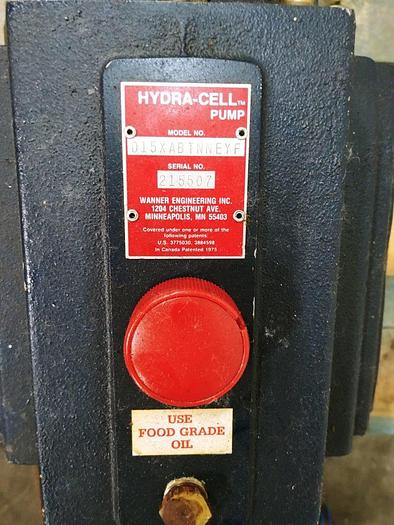 HYDRA-CELL™
PUMP
MODEL NO.
D15XABTNNEYF
SERIAL NO.
215507
WANNER ENGINEERING INC.
1204 CHESTNUT AVE.
MINNEAPOLIS, MN 55403
Covered under one or more of the
following patents:
U.S. 3775030, 3884598
In Canada Patented 1975
USE
FOOD GRADE
OIL